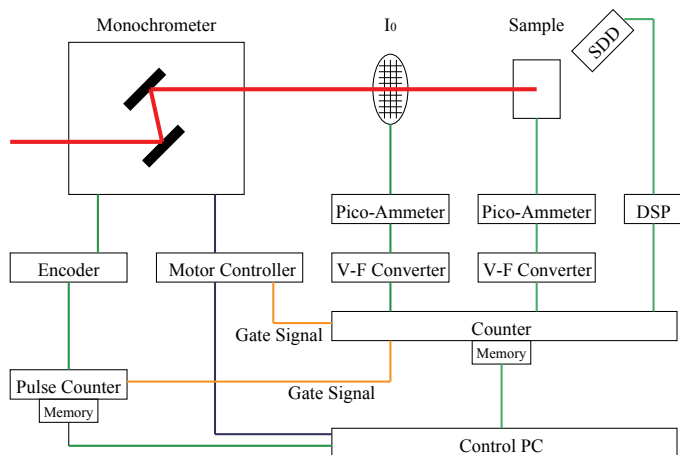 Monochrometer
I0
Sample
SDD
Pico-Ammeter
Pico-Ammeter
DSP
Encoder
Motor Controller
V-F Converter
V-F Converter
Gate Signal
Counter
Memory
Pulse Counter
Gate Signal
Memory
Control PC